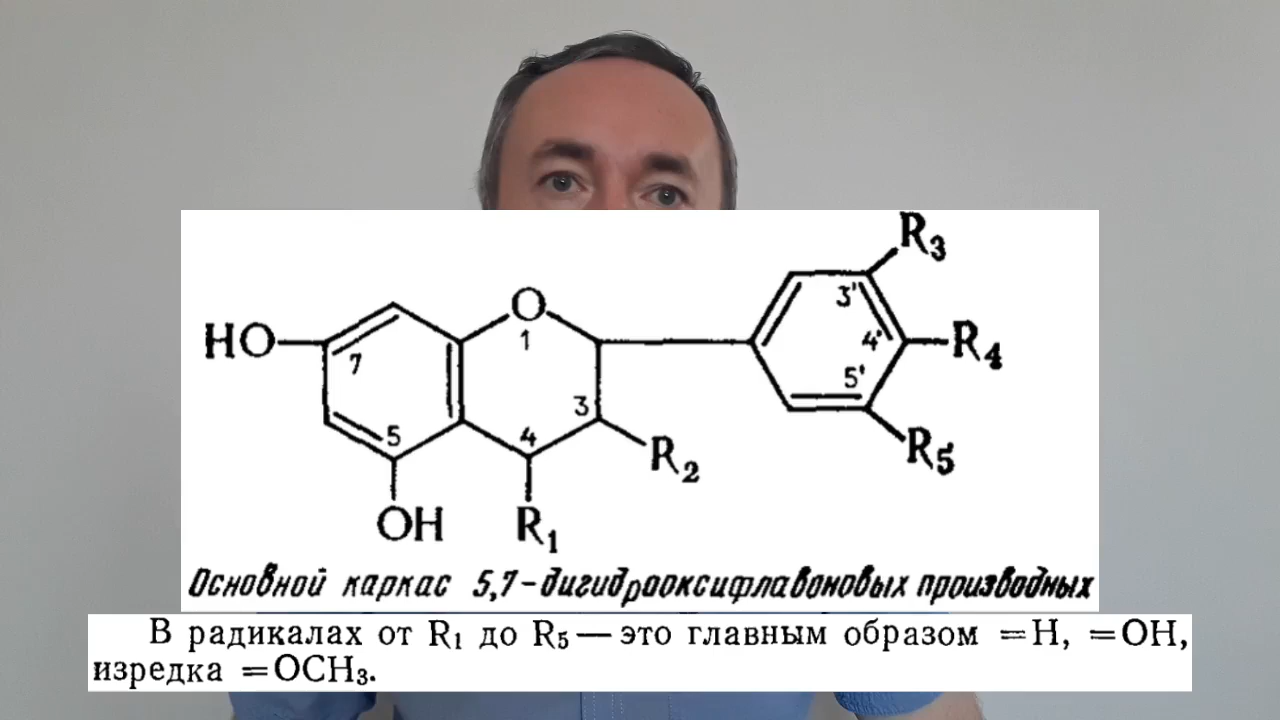 R3
O
1
3'
HO
7
4'
R4
5'
5
4
3
R2
R5
OH
R1
Основной каркас 5,7-дигидрооксифлавоновых производных
В радикалах от R1 до R5 — это главным образом =H, =OH,
изредка =OCH3.